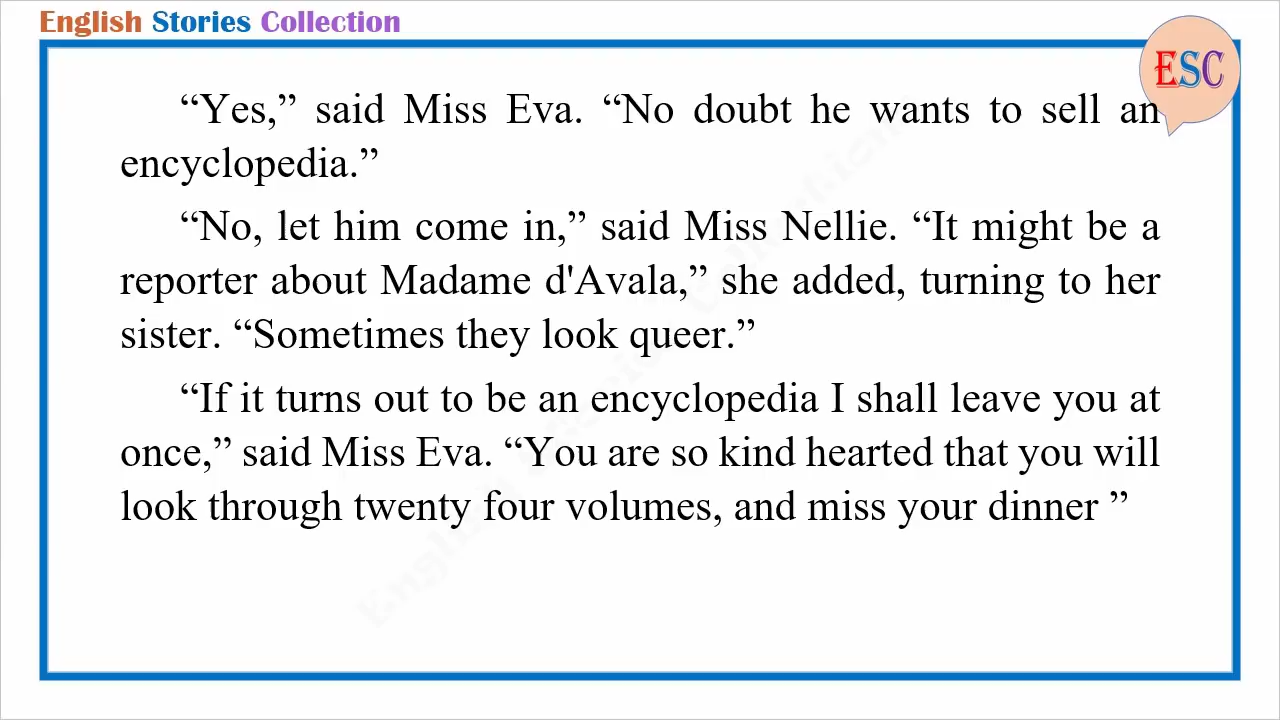 English Stories Collection
ESC
“Yes,” said Miss Eva. “No doubt he wants to sell an
encyclopedia.”
“No, let him come in,” said Miss Nellie. “It might be a
reporter about Madame d'Avala,” she added, turning to her
sister. “Sometimes they look queer.”
“If it turns out to be an encyclopedia I shall leave you at
once,” said Miss Eva. “You are so kind hearted that you will
look through twenty four volumes, and miss your dinner ”
English Stories Collection